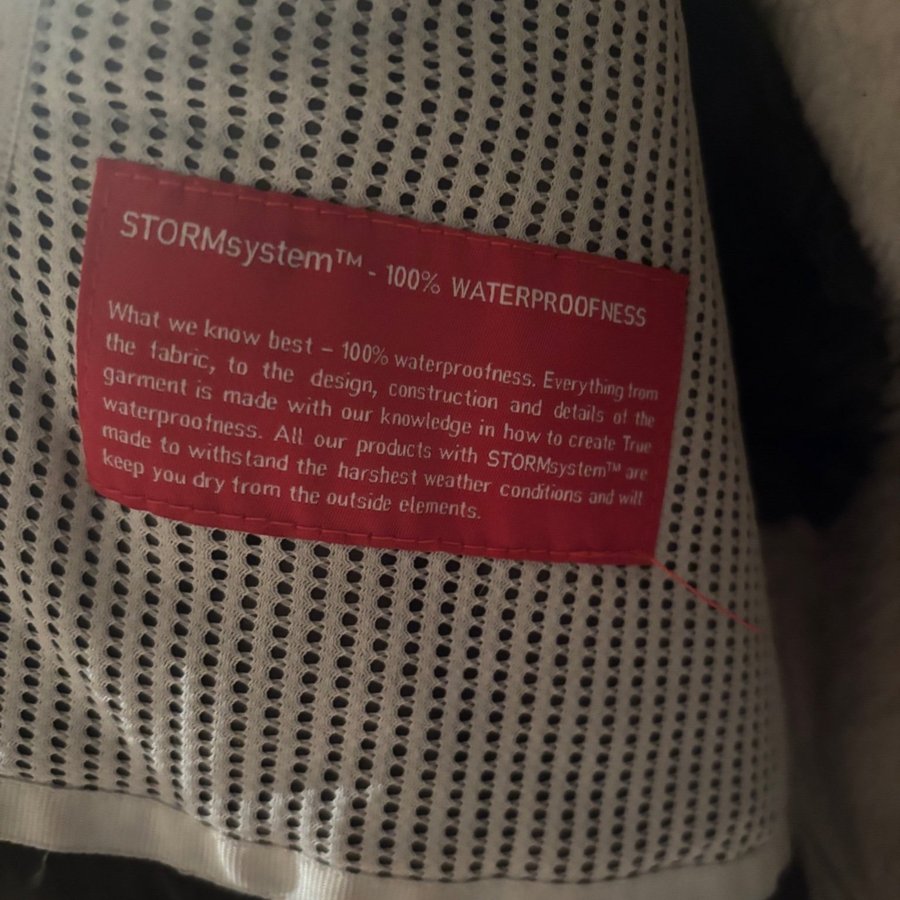 STORMsystem™ - 100% WATERPROOFNESS
What we know best – 100% waterproofness. Everything from
the fabric, to the design, construction and details of the
garment is made with our knowledge in how to create True
waterproofness. All our products with STORMsystem™ are
made to withstand the harshest weather conditions and will
keep you dry from the outside elements.